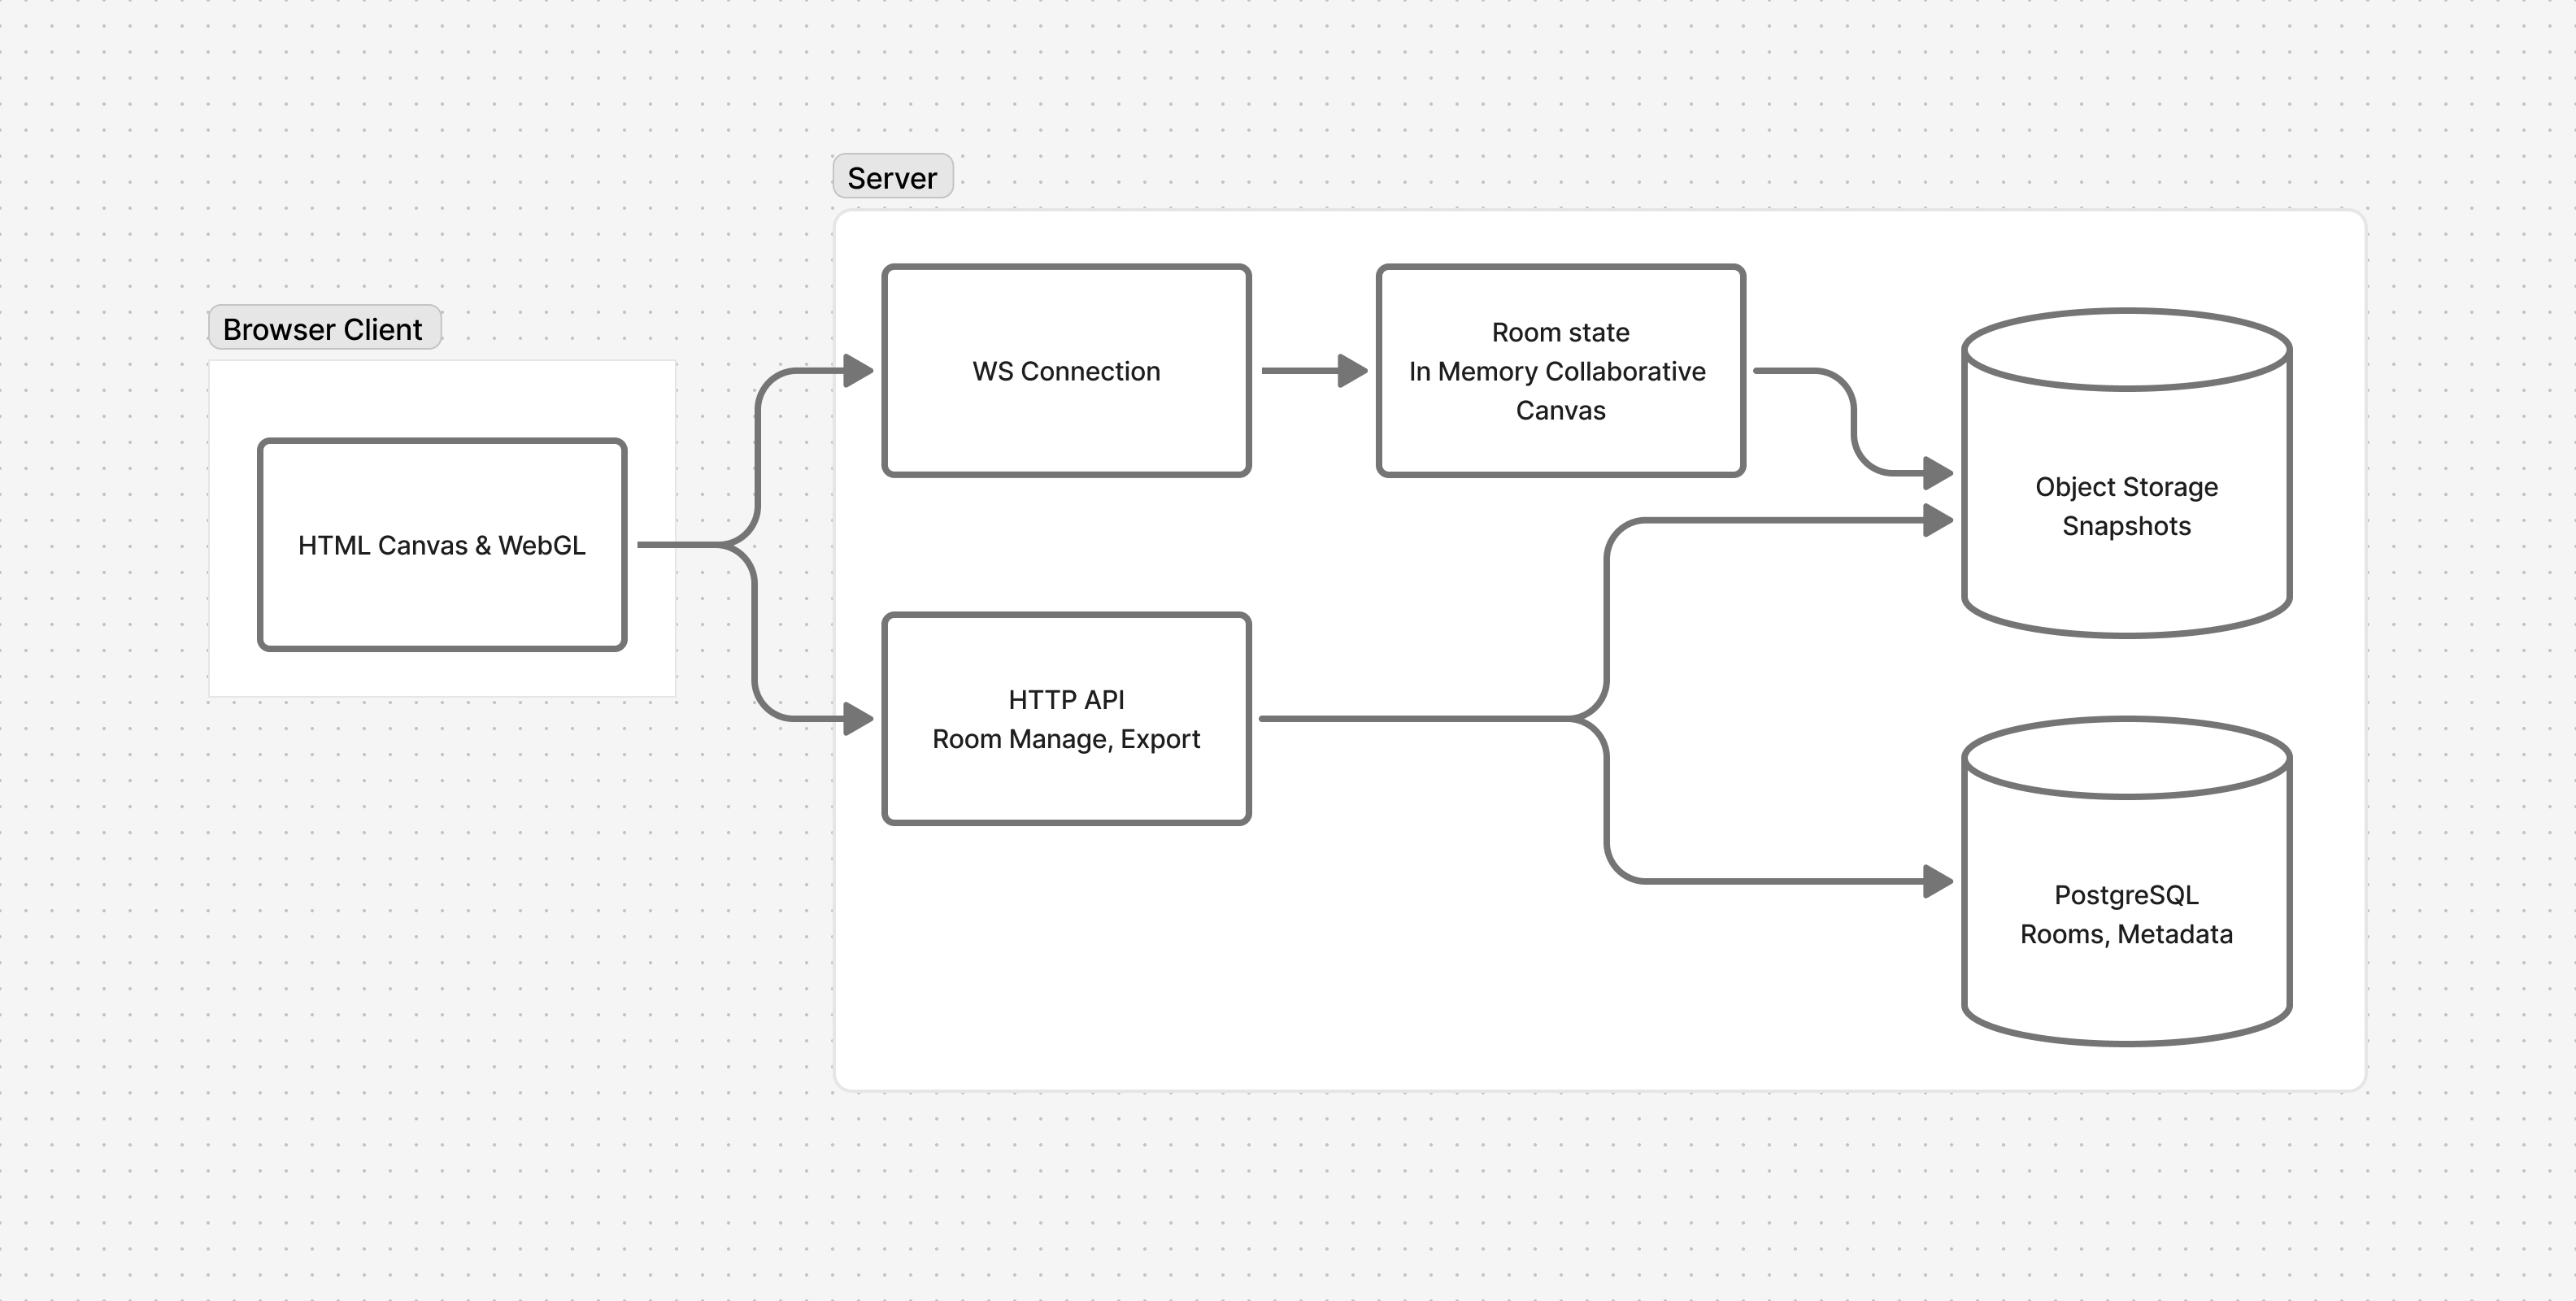 Server
Browser Client
WS Connection
Room state
In Memory Collaborative
Canvas
Object Storage
Snapshots
HTML Canvas & WebGL
HTTP API
Room Manage, Export
PostgreSQL
Rooms, Metadata